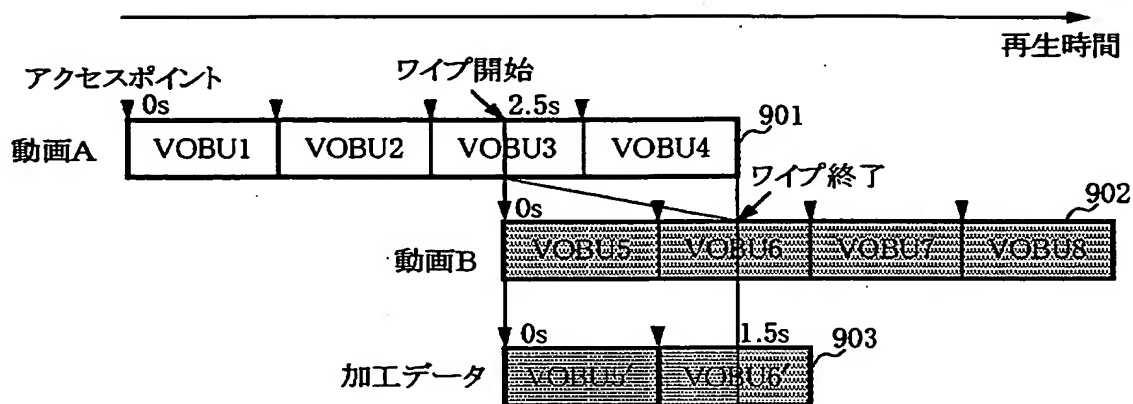 再生時間
アクセスポイント
ワイプ開始
0s
2.5s
901
動画A
VOBU1
VOBU2
VOBU3
VOBU4
ワイプ終了
902
0s
動画B
VOBU5
VOBU6
VOBU7
VOBU8
0s
1.5s
903
加工データ
VOBU5'
VOBU6'